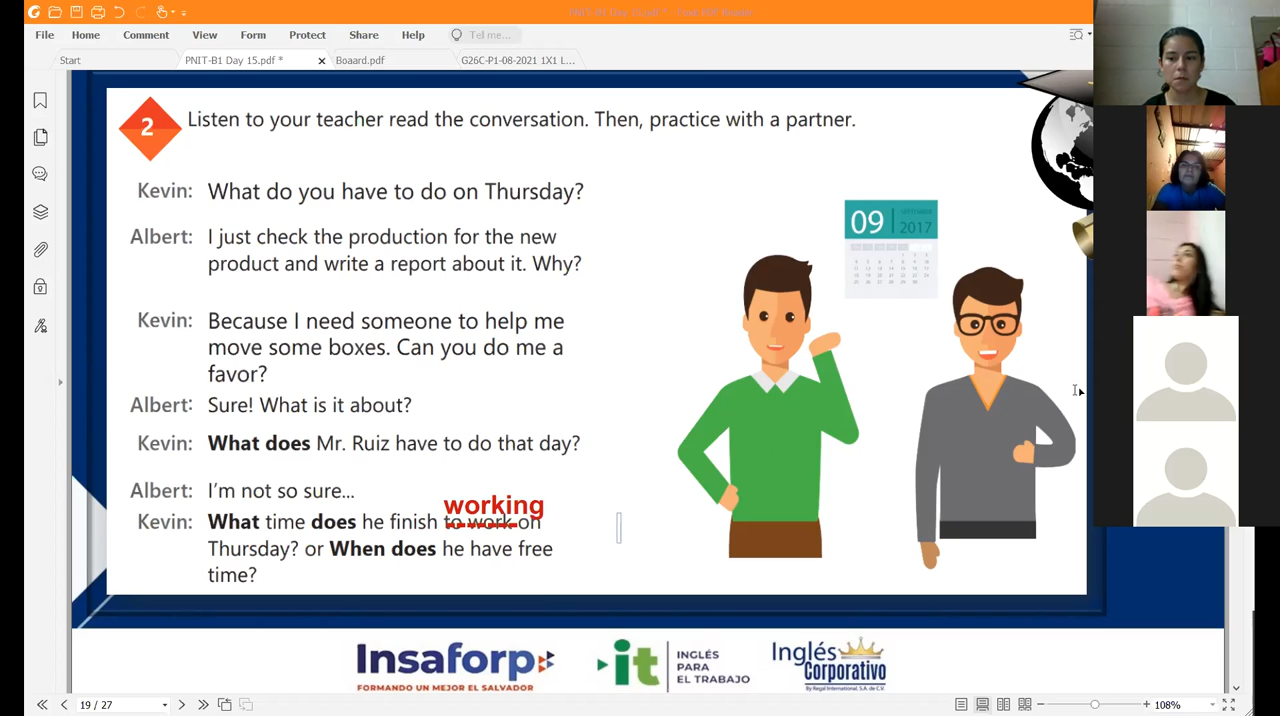 File Home Comment View Form Protect Share Help Tell me...
Start PNIT-B1 Day 15.pdf * Boaard.pdf G26C-P1-08-2021 1X1 L...
2 Listen to your teacher read the conversation. Then, practice with a partner.
Kevin: What do you have to do on Thursday?
Albert: I just check the production for the new
product and write a report about it. Why?
Kevin: Because I need someone to help me
move some boxes. Can you do me a
favor?
Albert: Sure! What is it about?
Kevin: What does Mr. Ruiz have to do that day?
Albert: I'm not so sure...
working
Kevin: What time does he finish to work on
Thursday? or When does he have free
time?
09 SEPTEMBER
2017
Insaforp
FORMANDO UN MEJOR EL SALVADOR
it INGLÉS
PARA
EL TRABAJO
Inglés
Corporativo
By Regal International, S.A. de C.V.
19 / 27
108%